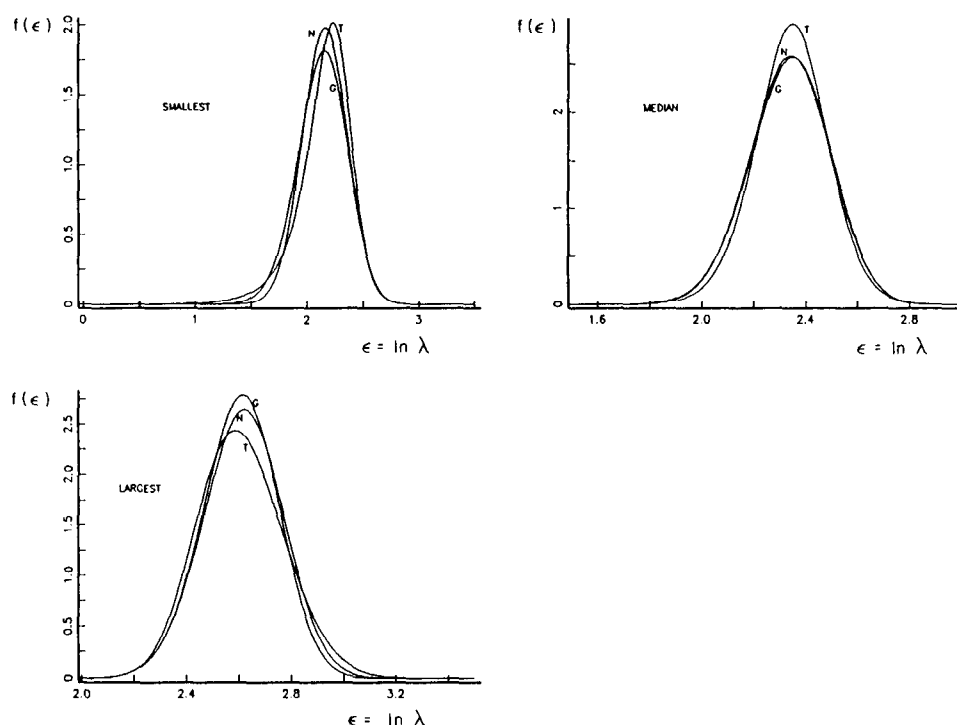 f(ϵ)
2.0
1.5
1.0
0.5
0
N
T
G
SMALLEST
0 1 2 3
ϵ = ln λ
f(ϵ)
2
1
0
T
N
G
MEDIAN
1.6 2.0 2.4 2.8
ϵ = ln λ
f(ϵ)
2.5
2.0
1.5
1.0
0.5
0
G
N
T
LARGEST
2.0 2.4 2.8 3.2
ϵ = ln λ